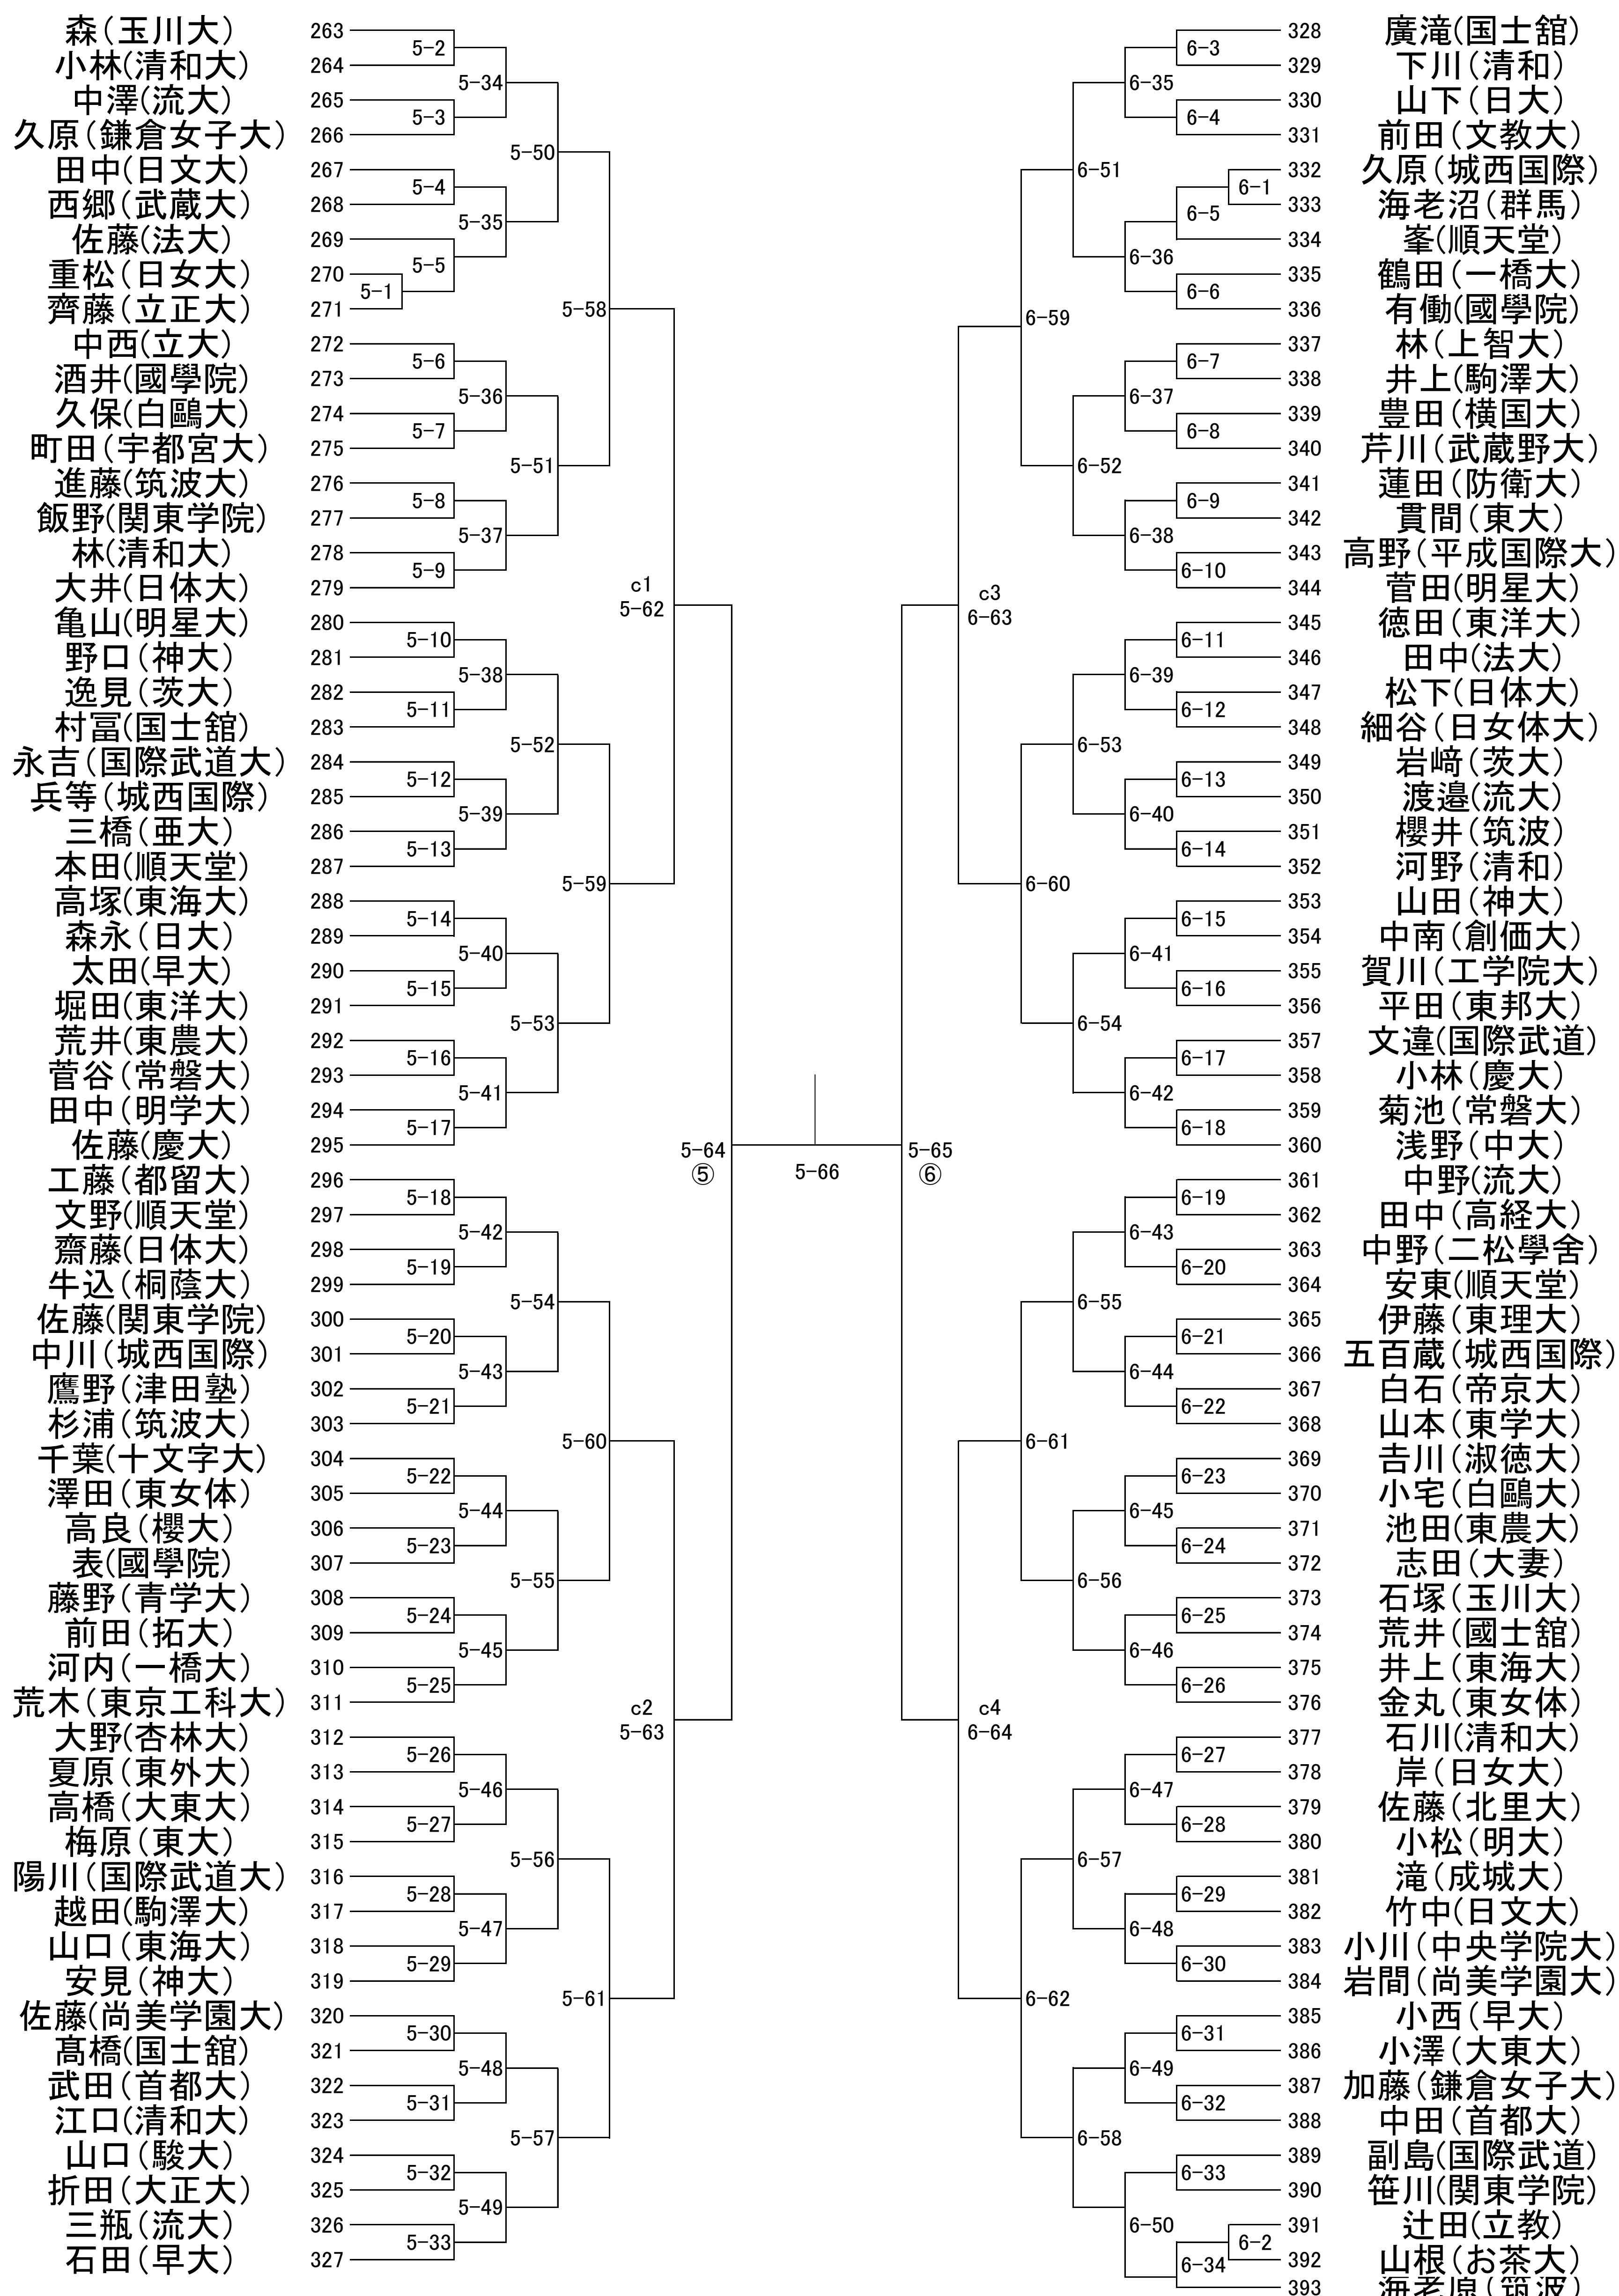 森(玉川大) 263
小林(清和大) 264
中澤(流大) 265
久原(鎌倉女子大) 266
田中(日文大) 267
西郷(武蔵大) 268
佐藤(法大) 269
重松(日女大) 270
齊藤(立正大) 271
中西(立大) 272
酒井(國學院) 273
久保(白鷗大) 274
町田(宇都宮大) 275
進藤(筑波大) 276
飯野(関東学院) 277
林(清和大) 278
大井(日体大) 279
亀山(明星大) 280
野口(神大) 281
逸見(茨大) 282
村冨(国士舘) 283
永吉(国際武道大) 284
兵等(城西国際) 285
三橋(亜大) 286
本田(順天堂) 287
高塚(東海大) 288
森永(日大) 289
太田(早大) 290
堀田(東洋大) 291
荒井(東農大) 292
菅谷(常磐大) 293
田中(明学大) 294
佐藤(慶大) 295
工藤(都留大) 296
文野(順天堂) 297
齋藤(日体大) 298
牛込(桐蔭大) 299
佐藤(関東学院) 300
中川(城西国際) 301
鷹野(津田塾) 302
杉浦(筑波大) 303
千葉(十文字大) 304
澤田(東女体) 305
高良(櫻大) 306
表(國學院) 307
藤野(青学大) 308
前田(拓大) 309
河内(一橋大) 310
荒木(東京工科大) 311
大野(杏林大) 312
夏原(東外大) 313
高橋(大東大) 314
梅原(東大) 315
陽川(国際武道大) 316
越田(駒澤大) 317
山口(東海大) 318
安見(神大) 319
佐藤(尚美学園大) 320
髙橋(国士舘) 321
武田(首都大) 322
江口(清和大) 323
山口(駿大) 324
折田(大正大) 325
三瓶(流大) 326
石田(早大) 327
5-1
5-2
5-3
5-4
5-5
5-6
5-7
5-8
5-9
5-10
5-11
5-12
5-13
5-14
5-15
5-16
5-17
5-18
5-19
5-20
5-21
5-22
5-23
5-24
5-25
5-26
5-27
5-28
5-29
5-30
5-31
5-32
5-33
5-34
5-35
5-36
5-37
5-38
5-39
5-40
5-41
5-42
5-43
5-44
5-45
5-46
5-47
5-48
5-49
5-50
5-51
5-52
5-53
5-54
5-55
5-56
5-57
5-58
5-59
5-60
5-61
c1
5-62
c2
5-63
5-64
⑤
5-66
5-65
⑥
c3
6-63
c4
6-64
6-59
6-60
6-61
6-62
6-51
6-52
6-53
6-54
6-55
6-56
6-57
6-58
6-35
6-36
6-37
6-38
6-39
6-40
6-41
6-42
6-43
6-44
6-45
6-46
6-47
6-48
6-49
6-50
6-3
6-4
6-5
6-1
6-6
6-7
6-8
6-9
6-10
6-11
6-12
6-13
6-14
6-15
6-16
6-17
6-18
6-19
6-20
6-21
6-22
6-23
6-24
6-25
6-26
6-27
6-28
6-29
6-30
6-31
6-32
6-33
6-2
6-34
328 廣滝(国士舘)
329 下川(清和)
330 山下(日大)
331 前田(文教大)
332 久原(城西国際)
333 海老沼(群馬)
334 峯(順天堂)
335 鶴田(一橋大)
336 有働(國學院)
337 林(上智大)
338 井上(駒澤大)
339 豊田(横国大)
340 芹川(武蔵野大)
341 蓮田(防衛大)
342 貫間(東大)
343 高野(平成国際大)
344 菅田(明星大)
345 徳田(東洋大)
346 田中(法大)
347 松下(日体大)
348 細谷(日女体大)
349 岩﨑(茨大)
350 渡邉(流大)
351 櫻井(筑波)
352 河野(清和)
353 山田(神大)
354 中南(創価大)
355 賀川(工学院大)
356 平田(東邦大)
357 文違(国際武道)
358 小林(慶大)
359 菊池(常磐大)
360 浅野(中大)
361 中野(流大)
362 田中(高経大)
363 中野(二松學舍)
364 安東(順天堂)
365 伊藤(東理大)
366 五百蔵(城西国際)
367 白石(帝京大)
368 山本(東学大)
369 𠮷川(淑徳大)
370 小宅(白鷗大)
371 池田(東農大)
372 志田(大妻)
373 石塚(玉川大)
374 荒井(國士舘)
375 井上(東海大)
376 金丸(東女体)
377 石川(清和大)
378 岸(日女大)
379 佐藤(北里大)
380 小松(明大)
381 滝(成城大)
382 竹中(日文大)
383 小川(中央学院大)
384 岩間(尚美学園大)
385 小西(早大)
386 小澤(大東大)
387 加藤(鎌倉女子大)
388 中田(首都大)
389 副島(国際武道)
390 笹川(関東学院)
391 辻田(立教)
392 山根(お茶大)
393 海老原(筑波)